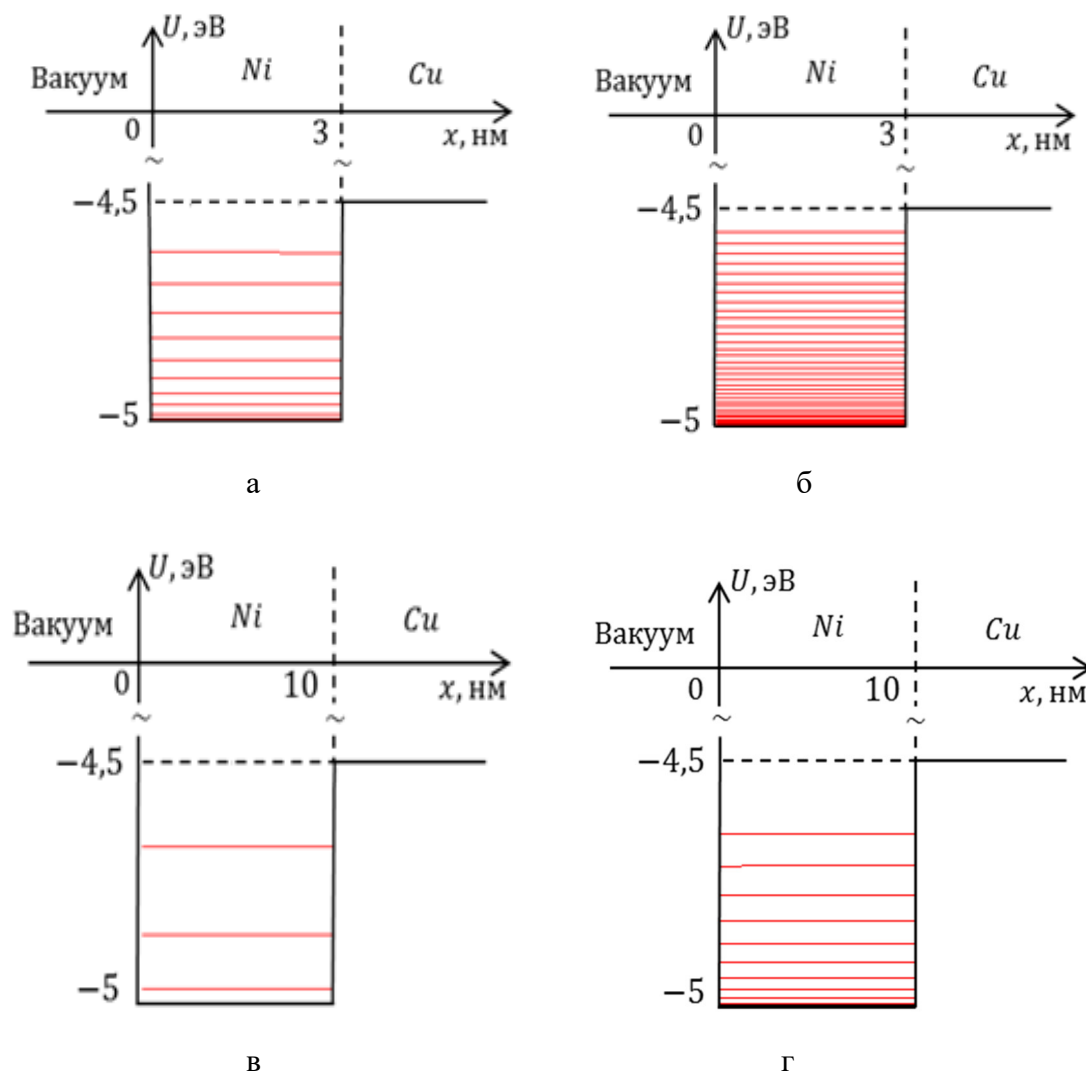 U, эВ
Вакуум Ni Cu
0 3 x, нм
~ ~
−4,5
−5
а
U, эВ
Вакуум Ni Cu
0 3 x, нм
~ ~
−4,5
−5
б
U, эВ
Вакуум Ni Cu
0 10 x, нм
~ ~
−4,5
−5
в
U, эВ
Вакуум Ni Cu
0 10 x, нм
~ ~
−4,5
−5
г